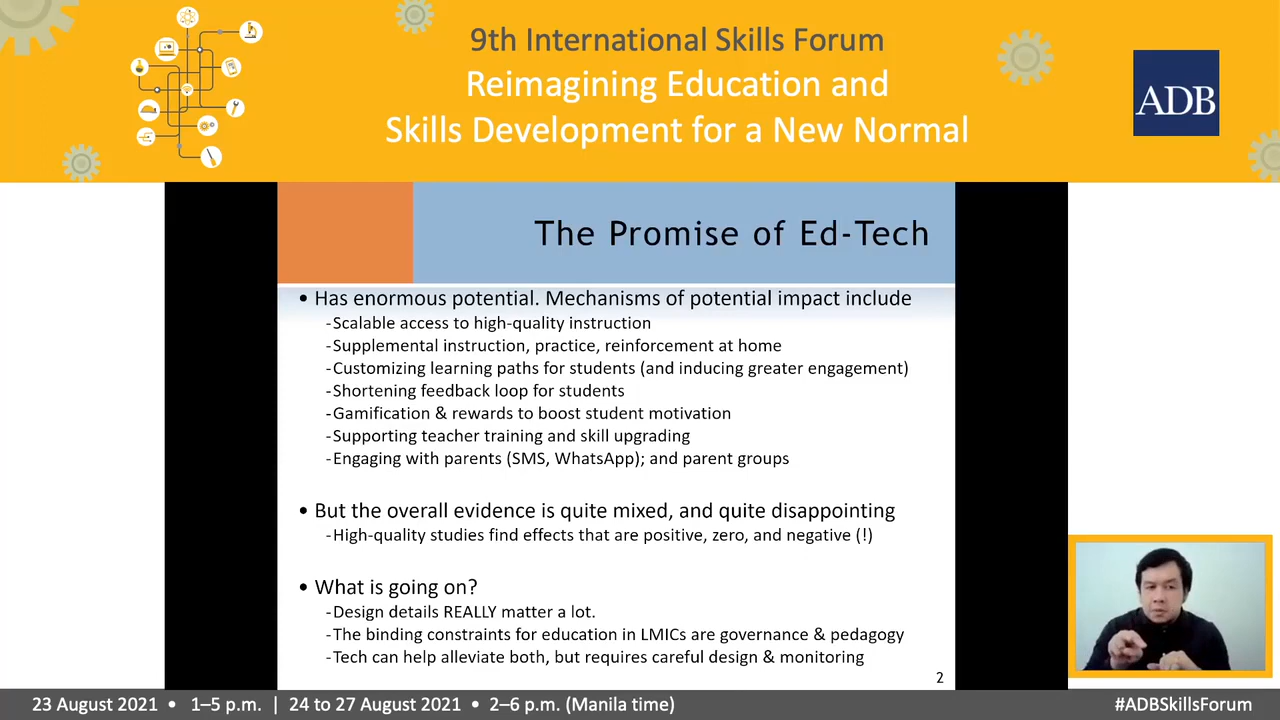 9th International Skills Forum
Reimagining Education and
Skills Development for a New Normal
ADB
The Promise of Ed-Tech
• Has enormous potential. Mechanisms of potential impact include
-Scalable access to high-quality instruction
-Supplemental instruction, practice, reinforcement at home
-Customizing learning paths for students (and inducing greater engagement)
-Shortening feedback loop for students
-Gamification & rewards to boost student motivation
-Supporting teacher training and skill upgrading
-Engaging with parents (SMS, WhatsApp); and parent groups
• But the overall evidence is quite mixed, and quite disappointing
-High-quality studies find effects that are positive, zero, and negative (!)
• What is going on?
-Design details REALLY matter a lot.
-The binding constraints for education in LMICs are governance & pedagogy
-Tech can help alleviate both, but requires careful design & monitoring
2
23 August 2021 • 1–5 p.m. | 24 to 27 August 2021 • 2–6 p.m. (Manila time)
#ADBSkillsForum